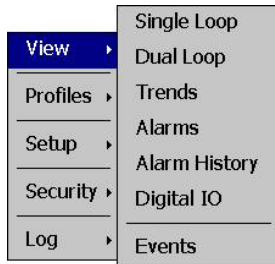 View
Profiles
Setup
Security
Log
Single Loop
Dual Loop
Trends
Alarms
Alarm History
Digital IO
Events